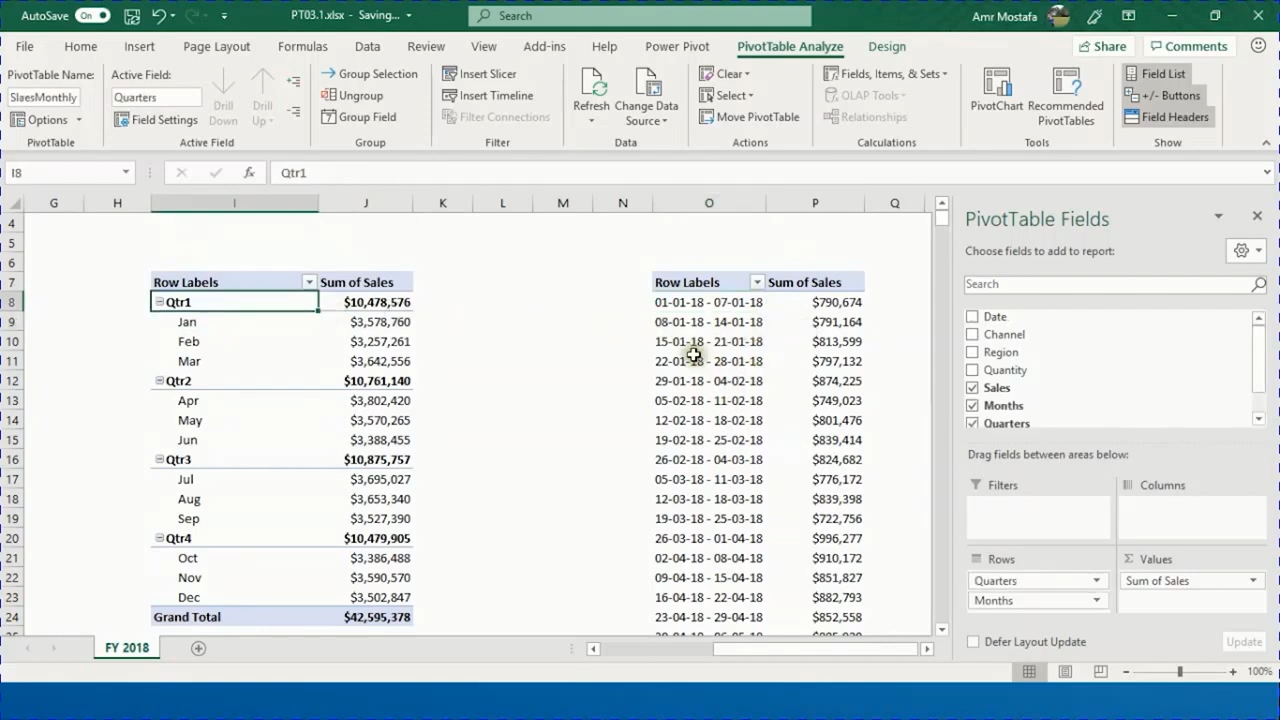 AutoSave On PT03.1.xlsx - Saving... Search Amr Mostafa
File Home Insert Page Layout Formulas Data Review View Add-ins Help Power Pivot PivotTable Analyze Design Share Comments
PivotTable Name:
SlaesMonthly
Options
PivotTable
Active Field:
Quarters
Field Settings
Drill Down
Drill Up
Active Field
Group Selection
Ungroup
Group Field
Group
Insert Slicer
Insert Timeline
Filter Connections
Filter
Refresh
Change Data Source
Data
Clear
Select
Move PivotTable
Actions
Fields, Items, & Sets
OLAP Tools
Relationships
Calculations
PivotChart
Recommended PivotTables
Tools
Field List
+/- Buttons
Field Headers
Show
I8 fx Qtr1
G H I J K L M N O P Q
4
5
6
7 Row Labels Sum of Sales Row Labels Sum of Sales
8 Qtr1 $10,478,576 01-01-18 - 07-01-18 $790,674
9 Jan $3,578,760 08-01-18 - 14-01-18 $791,164
10 Feb $3,257,261 15-01-18 - 21-01-18 $813,599
11 Mar $3,642,556 22-01-18 - 28-01-18 $797,132
12 Qtr2 $10,761,140 29-01-18 - 04-02-18 $874,225
13 Apr $3,802,420 05-02-18 - 11-02-18 $749,023
14 May $3,570,265 12-02-18 - 18-02-18 $801,476
15 Jun $3,388,455 19-02-18 - 25-02-18 $839,414
16 Qtr3 $10,875,757 26-02-18 - 04-03-18 $824,682
17 Jul $3,695,027 05-03-18 - 11-03-18 $776,172
18 Aug $3,653,340 12-03-18 - 18-03-18 $839,398
19 Sep $3,527,390 19-03-18 - 25-03-18 $722,756
20 Qtr4 $10,479,905 26-03-18 - 01-04-18 $996,277
21 Oct $3,386,488 02-04-18 - 08-04-18 $910,172
22 Nov $3,590,570 09-04-18 - 15-04-18 $851,827
23 Dec $3,502,847 16-04-18 - 22-04-18 $882,793
24 Grand Total $42,595,378 23-04-18 - 29-04-18 $852,558
PivotTable Fields
Choose fields to add to report:
Search
Date
Channel
Region
Quantity
Sales
Months
Quarters
Drag fields between areas below:
Filters
Columns
Rows
Quarters
Months
Σ Values
Sum of Sales
Defer Layout Update Update
FY 2018
100%